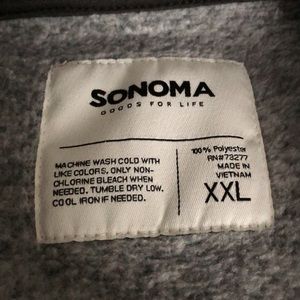 SONOMA
GOODS FOR LIFE
MACHINE WASH COLD WITH
LIKE COLORS, ONLY NON-
CHLORINE BLEACH WHEN
NEEDED. TUMBLE DRY LOW.
COOL IRON IF NEEDED.
100% Polyester
RN#73277
MADE IN
VIETNAM
XXL